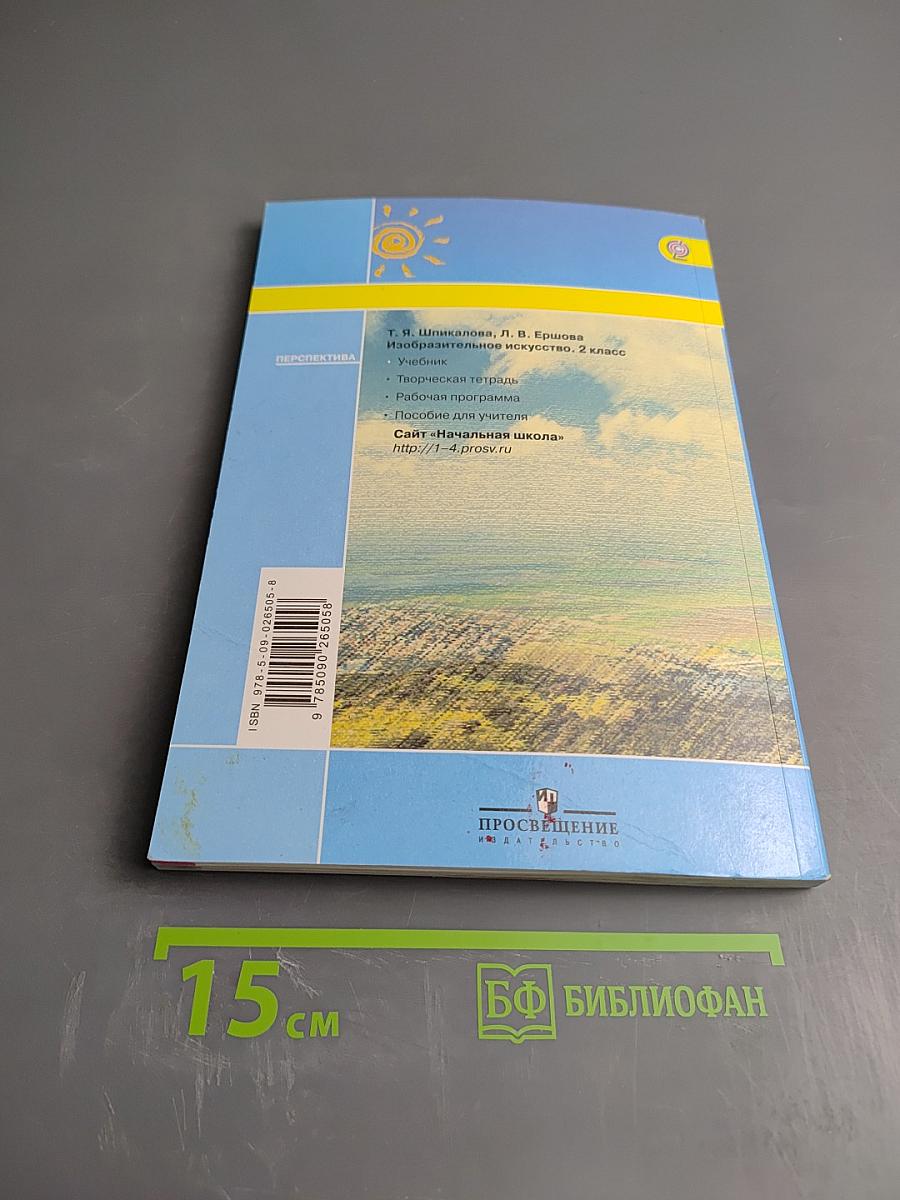 Т. Я. Шпикалова, Л. В. Ершова
Изобразительное искусство. 2 класс
ПЕРСПЕКТИВА
• Учебник
• Творческая тетрадь
• Рабочая программа
• Пособие для учителя
Сайт «Начальная школа»
http://1–4.prosv.ru
ISBN 978-5-09-026505-8
9 785090 265058
ПРОСВЕЩЕНИЕ
ИЗДАТЕЛЬСТВО
15 см
БФ БИБЛИОФАН